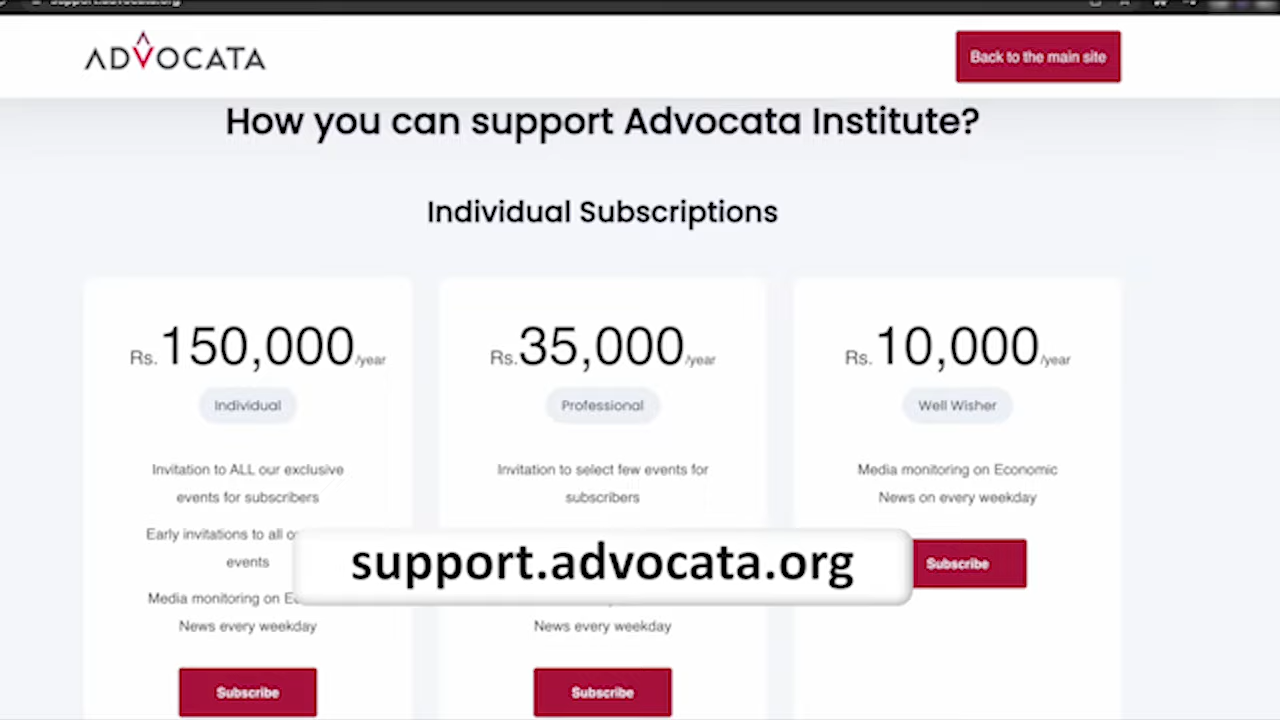 support.advocata.org
ADVOCATA
Back to the main site
How you can support Advocata Institute?
Individual Subscriptions
Rs. 150,000 /year
Individual
Invitation to ALL our exclusive
events for subscribers
Early invitations to all
events
Media monitoring on
News every weekday
Subscribe
Rs. 35,000 /year
Professional
Invitation to select few events for
subscribers
News every weekday
Subscribe
Rs. 10,000 /year
Well Wisher
Media monitoring on Economic
News on every weekday
Subscribe
support.advocata.org